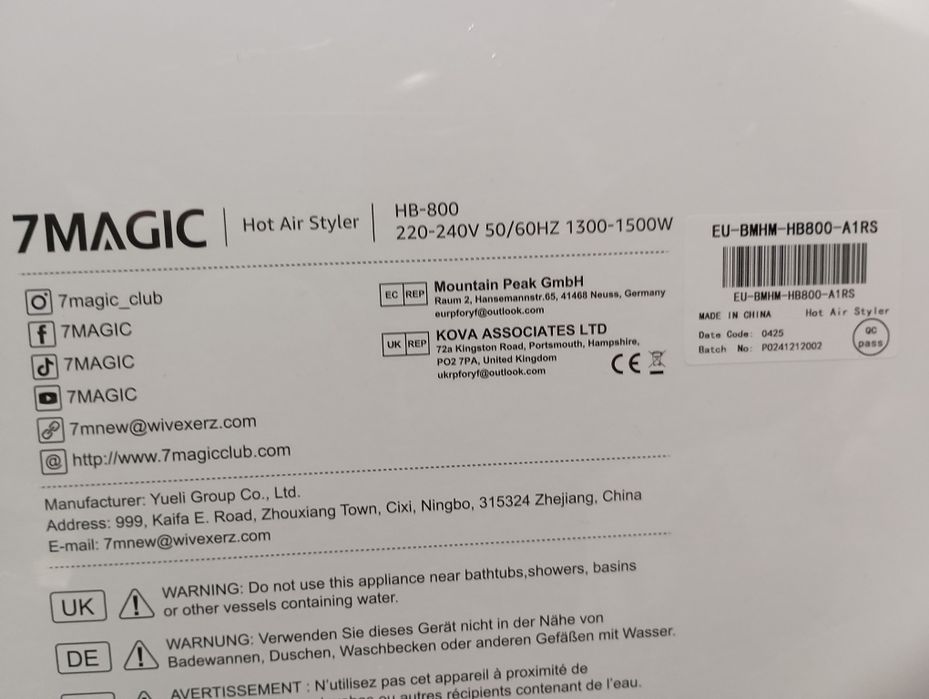 7MAGIC
Hot Air Styler
HB-800
220-240V 50/60HZ 1300-1500W
7magic_club
7MAGIC
7MAGIC
7MAGIC
7mnew@wivexerz.com
http://www.7magicclub.com
EC REP
Mountain Peak GmbH
Raum 2, Hansemannstr.65, 41468 Neuss, Germany
eurpforyf@outlook.com
UK REP
KOVA ASSOCIATES LTD
72a Kingston Road, Portsmouth, Hampshire,
PO2 7PA, United Kingdom
ukrpforyf@outlook.com
CE
EU-BMHM-HB800-A1RS
EU-BMHM-HB800-A1RS
MADE IN CHINA Hot Air Styler
Date Code: 0425
Batch No: P0241212002
QC
pass
Manufacturer: Yueli Group Co., Ltd.
Address: 999, Kaifa E. Road, Zhouxiang Town, Cixi, Ningbo, 315324 Zhejiang, China
E-mail: 7mnew@wivexerz.com
UK
WARNING: Do not use this appliance near bathtubs,showers, basins
or other vessels containing water.
DE
WARNUNG: Verwenden Sie dieses Gerät nicht in der Nähe von
Badewannen, Duschen, Waschbecken oder anderen Gefäßen mit Wasser.
AVERTISSEMENT : N'utilisez pas cet appareil à proximité de
ou autres récipients contenant de l'eau.